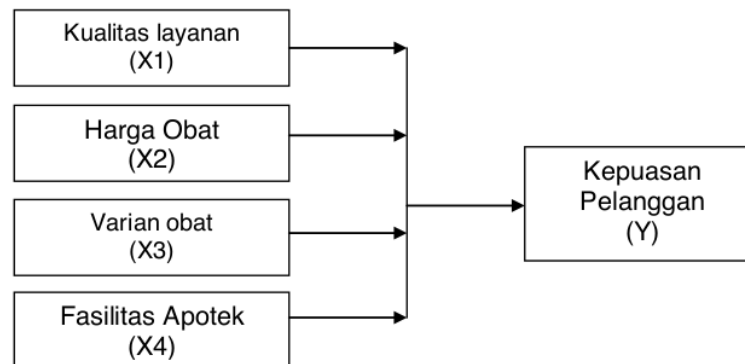 Kualitas layanan
(X1)
Harga Obat
(X2)
Varian obat
(X3)
Fasilitas Apotek
(X4)
Kepuasan
Pelanggan
(Y)